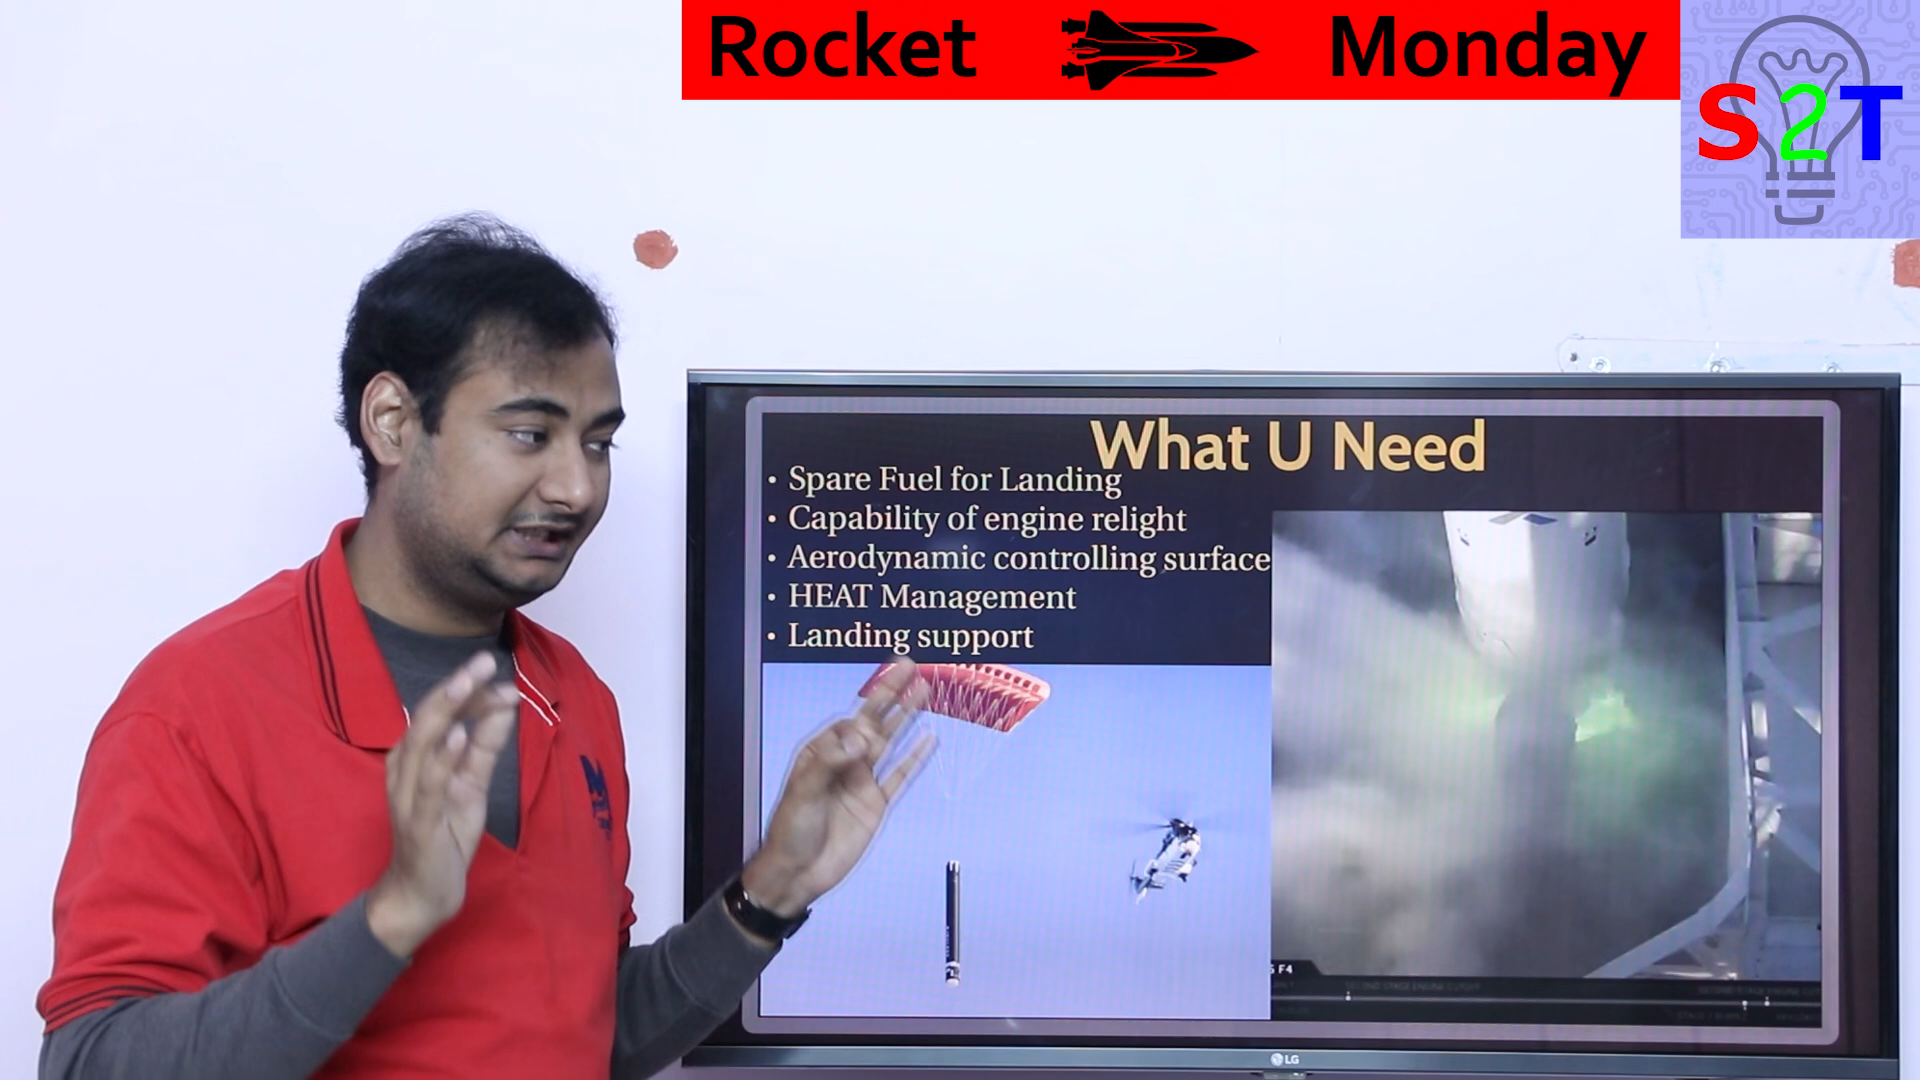 Rocket Monday
S2T
What U Need
• Spare Fuel for Landing
• Capability of engine relight
• Aerodynamic controlling surface
• HEAT Management
• Landing support
F4
LG